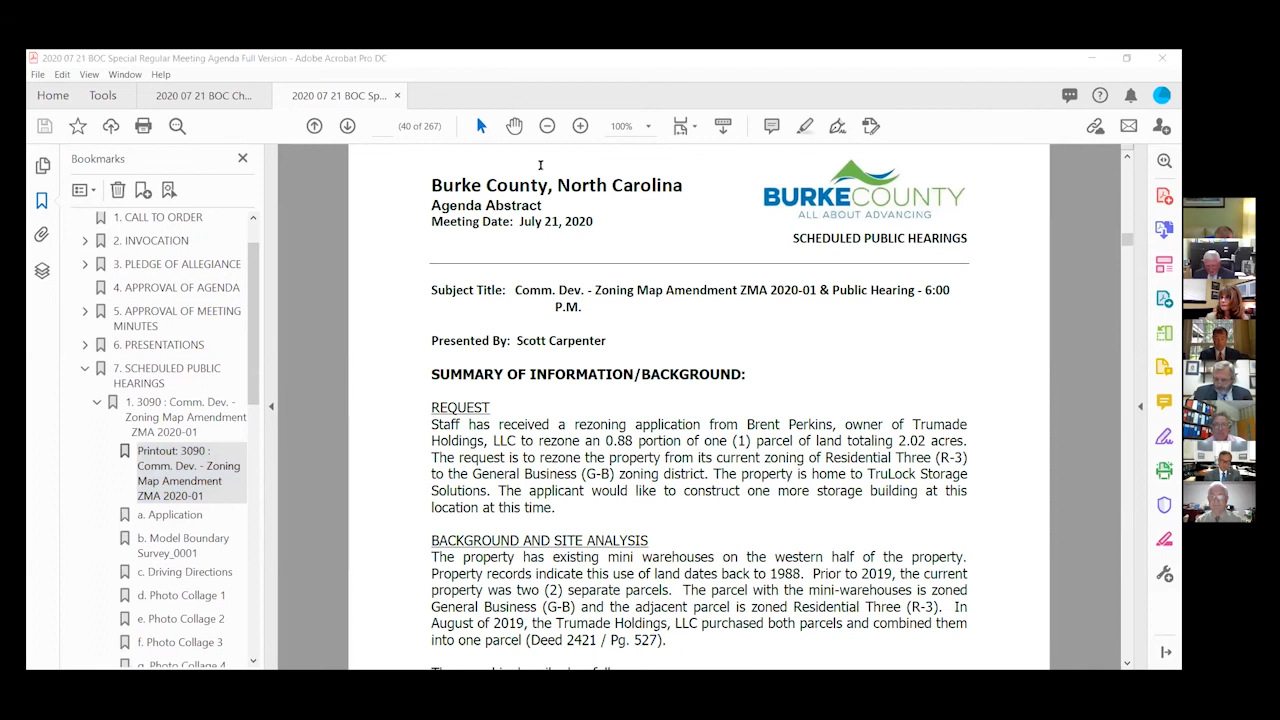 2020 07 21 BOC Special Regular Meeting Agenda Full Version - Adobe Acrobat Pro DC
File Edit View Window Help
Home Tools 2020 07 21 BOC Ch... 2020 07 21 BOC Sp... ×
(40 of 267) 100%
Bookmarks
1. CALL TO ORDER
2. INVOCATION
3. PLEDGE OF ALLEGIANCE
4. APPROVAL OF AGENDA
5. APPROVAL OF MEETING
MINUTES
6. PRESENTATIONS
7. SCHEDULED PUBLIC
HEARINGS
1. 3090 : Comm. Dev. -
Zoning Map Amendment
ZMA 2020-01
Printout: 3090 :
Comm. Dev. - Zoning
Map Amendment
ZMA 2020-01
a. Application
b. Model Boundary
Survey_0001
c. Driving Directions
d. Photo Collage 1
e. Photo Collage 2
f. Photo Collage 3
g. Photo Collage 4
Burke County, North Carolina
Agenda Abstract
Meeting Date: July 21, 2020
BURKECOUNTY
ALL ABOUT ADVANCING
SCHEDULED PUBLIC HEARINGS
Subject Title: Comm. Dev. - Zoning Map Amendment ZMA 2020-01 & Public Hearing - 6:00
P.M.
Presented By: Scott Carpenter
SUMMARY OF INFORMATION/BACKGROUND:
REQUEST
Staff has received a rezoning application from Brent Perkins, owner of Trumade
Holdings, LLC to rezone an 0.88 portion of one (1) parcel of land totaling 2.02 acres.
The request is to rezone the property from its current zoning of Residential Three (R-3)
to the General Business (G-B) zoning district. The property is home to TruLock Storage
Solutions. The applicant would like to construct one more storage building at this
location at this time.
BACKGROUND AND SITE ANALYSIS
The property has existing mini warehouses on the western half of the property.
Property records indicate this use of land dates back to 1988. Prior to 2019, the current
property was two (2) separate parcels. The parcel with the mini-warehouses is zoned
General Business (G-B) and the adjacent parcel is zoned Residential Three (R-3). In
August of 2019, the Trumade Holdings, LLC purchased both parcels and combined them
into one parcel (Deed 2421 / Pg. 527).